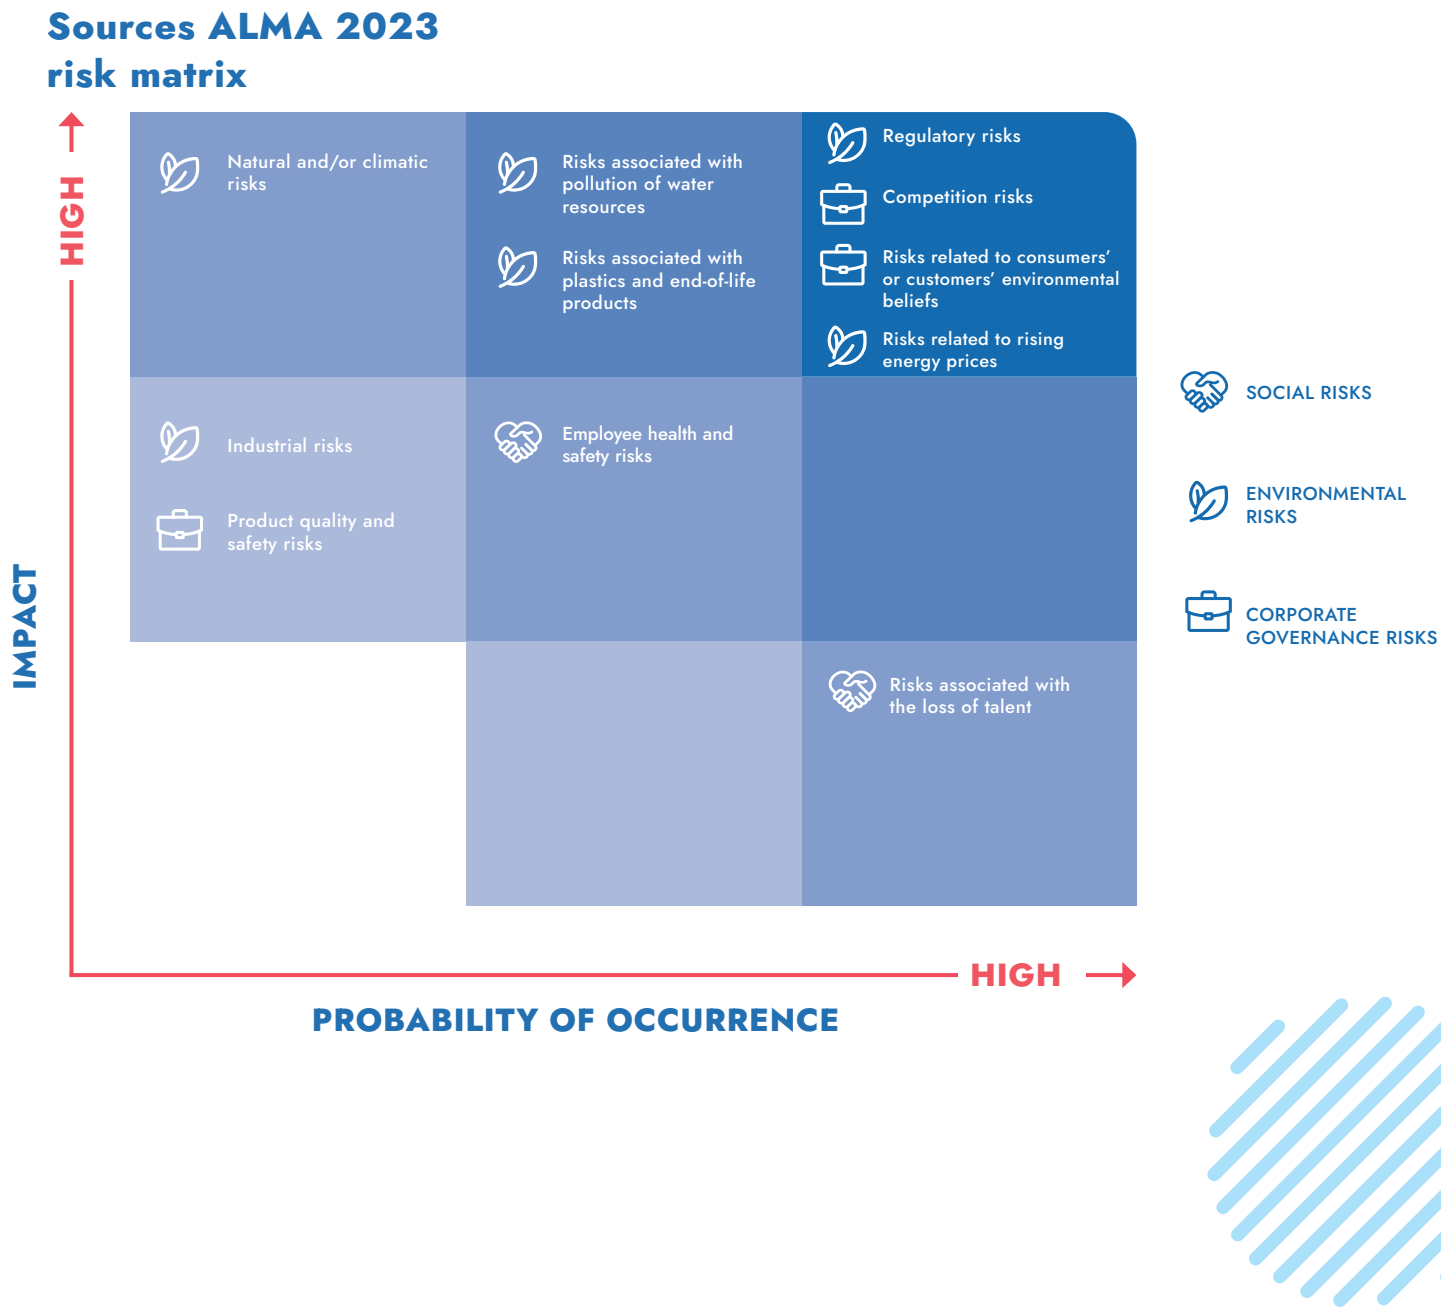 Sources ALMA 2023
risk matrix
HIGH
IMPACT
Natural and/or climatic
risks
Risks associated with
pollution of water
resources
Risks associated with
plastics and end-of-life
products
Regulatory risks
Competition risks
Risks related to consumers’
or customers’ environmental
beliefs
Risks related to rising
energy prices
Industrial risks
Product quality and
safety risks
Employee health and
safety risks
Risks associated with
the loss of talent
SOCIAL RISKS
ENVIRONMENTAL
RISKS
CORPORATE
GOVERNANCE RISKS
HIGH
PROBABILITY OF OCCURRENCE